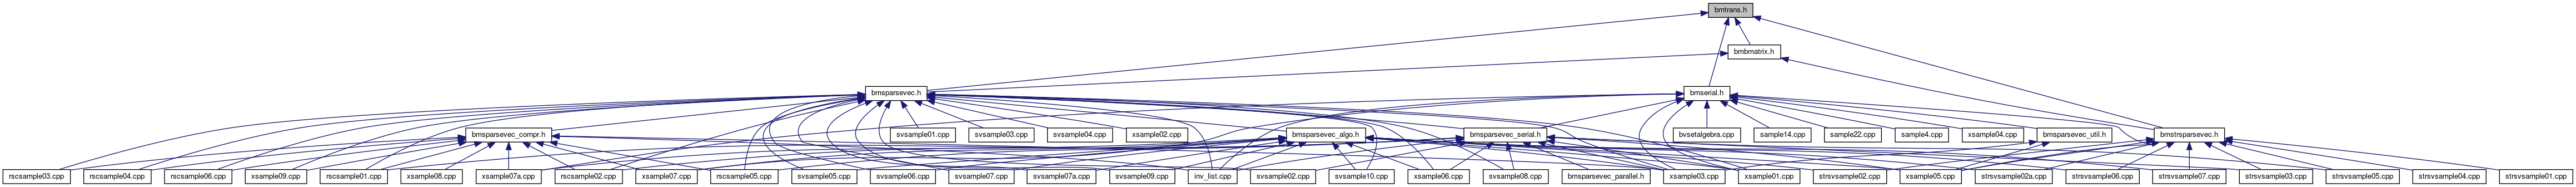 bmtrans.h
bmbmatrix.h
bmsparsevec.h
bmserial.h
bmsparsevec_compr.h
svsample01.cpp
svsample03.cpp
svsample04.cpp
xsample02.cpp
bmsparsevec_algo.h
bmsparsevec_serial.h
bvsetalgebra.cpp
sample14.cpp
sample22.cpp
sample4.cpp
xsample04.cpp
bmsparsevec_util.h
bmstrsparsevec.h
rscsample03.cpp
rscsample04.cpp
rscsample06.cpp
xsample09.cpp
rscsample01.cpp
xsample08.cpp
xsample07a.cpp
rscsample02.cpp
xsample07.cpp
rscsample05.cpp
svsample05.cpp
svsample06.cpp
svsample07.cpp
svsample07a.cpp
svsample09.cpp
inv_list.cpp
svsample02.cpp
svsample10.cpp
xsample06.cpp
svsample08.cpp
bmsparsevec_parallel.h
xsample03.cpp
xsample01.cpp
strsvsample02.cpp
xsample05.cpp
strsvsample02a.cpp
strsvsample06.cpp
strsvsample07.cpp
strsvsample03.cpp
strsvsample05.cpp
strsvsample04.cpp
strsvsample01.cpp